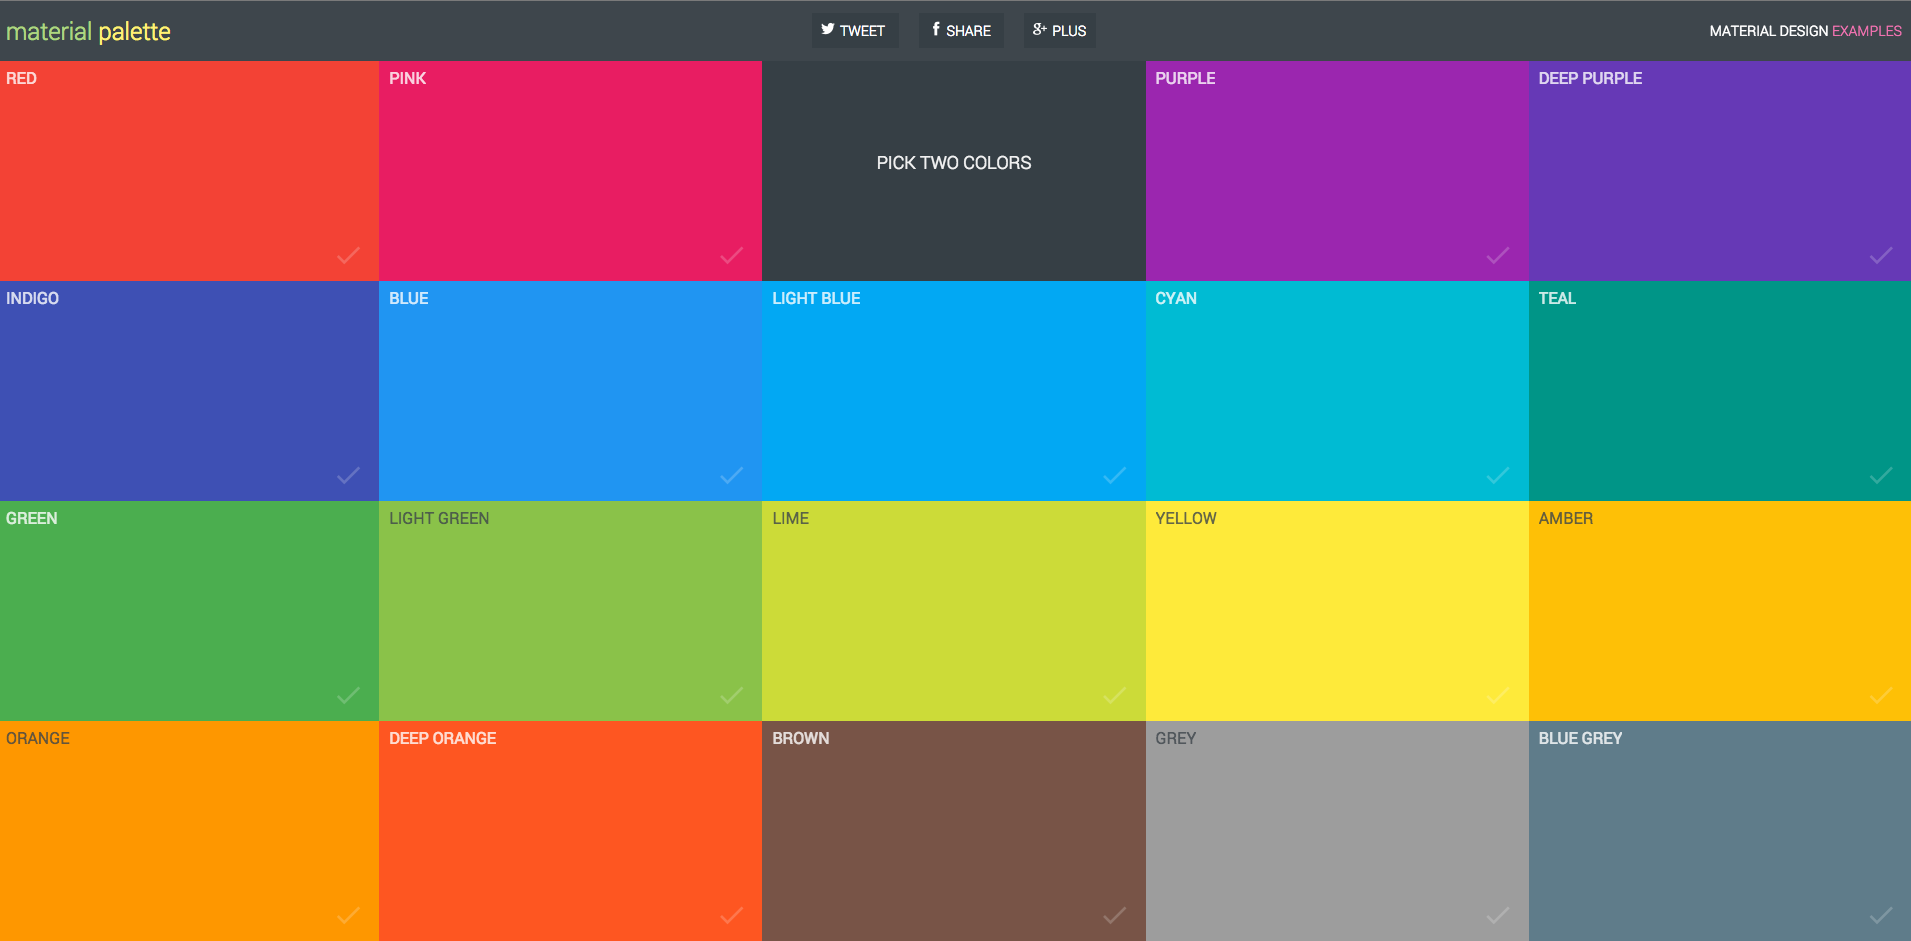 material palette
TWEET
SHARE
PLUS
MATERIAL DESIGN EXAMPLES
RED
PINK
PICK TWO COLORS
PURPLE
DEEP PURPLE
INDIGO
BLUE
LIGHT BLUE
CYAN
TEAL
GREEN
LIGHT GREEN
LIME
YELLOW
AMBER
ORANGE
DEEP ORANGE
BROWN
GREY
BLUE GREY